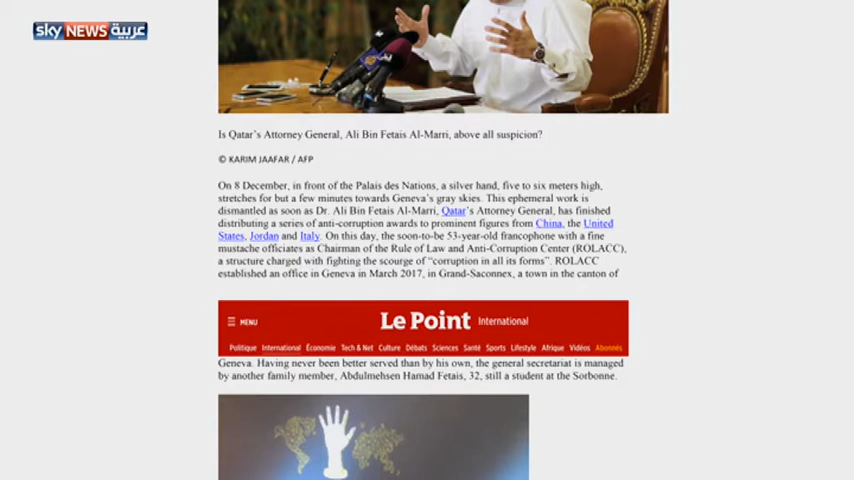 sky NEWS عربية
Is Qatar's Attorney General, Ali Bin Fetais Al-Marri, above all suspicion?
© KARIM JAAFAR / AFP
On 8 December, in front of the Palais des Nations, a silver hand, five to six meters high,
stretches for but a few minutes towards Geneva's gray skies. This ephemeral work is
dismantled as soon as Dr. Ali Bin Fetais Al-Marri, Qatar's Attorney General, has finished
distributing a series of anti-corruption awards to prominent figures from China, the United
States, Jordan and Italy. On this day, the soon-to-be 53-year-old francophone with a fine
mustache officiates as Chairman of the Rule of Law and Anti-Corruption Center (ROLACC),
a structure charged with fighting the scourge of "corruption in all its forms". ROLACC
established an office in Geneva in March 2017, in Grand-Saconnex, a town in the canton of
MENU Le Point International
Politique International Économie Tech & Net Culture Débats Sciences Santé Sports Lifestyle Afrique Vidéos Abonnés
Geneva. Having never been better served than by his own, the general secretariat is managed
by another family member, Abdulmehsen Hamad Fetais, 32, still a student at the Sorbonne.